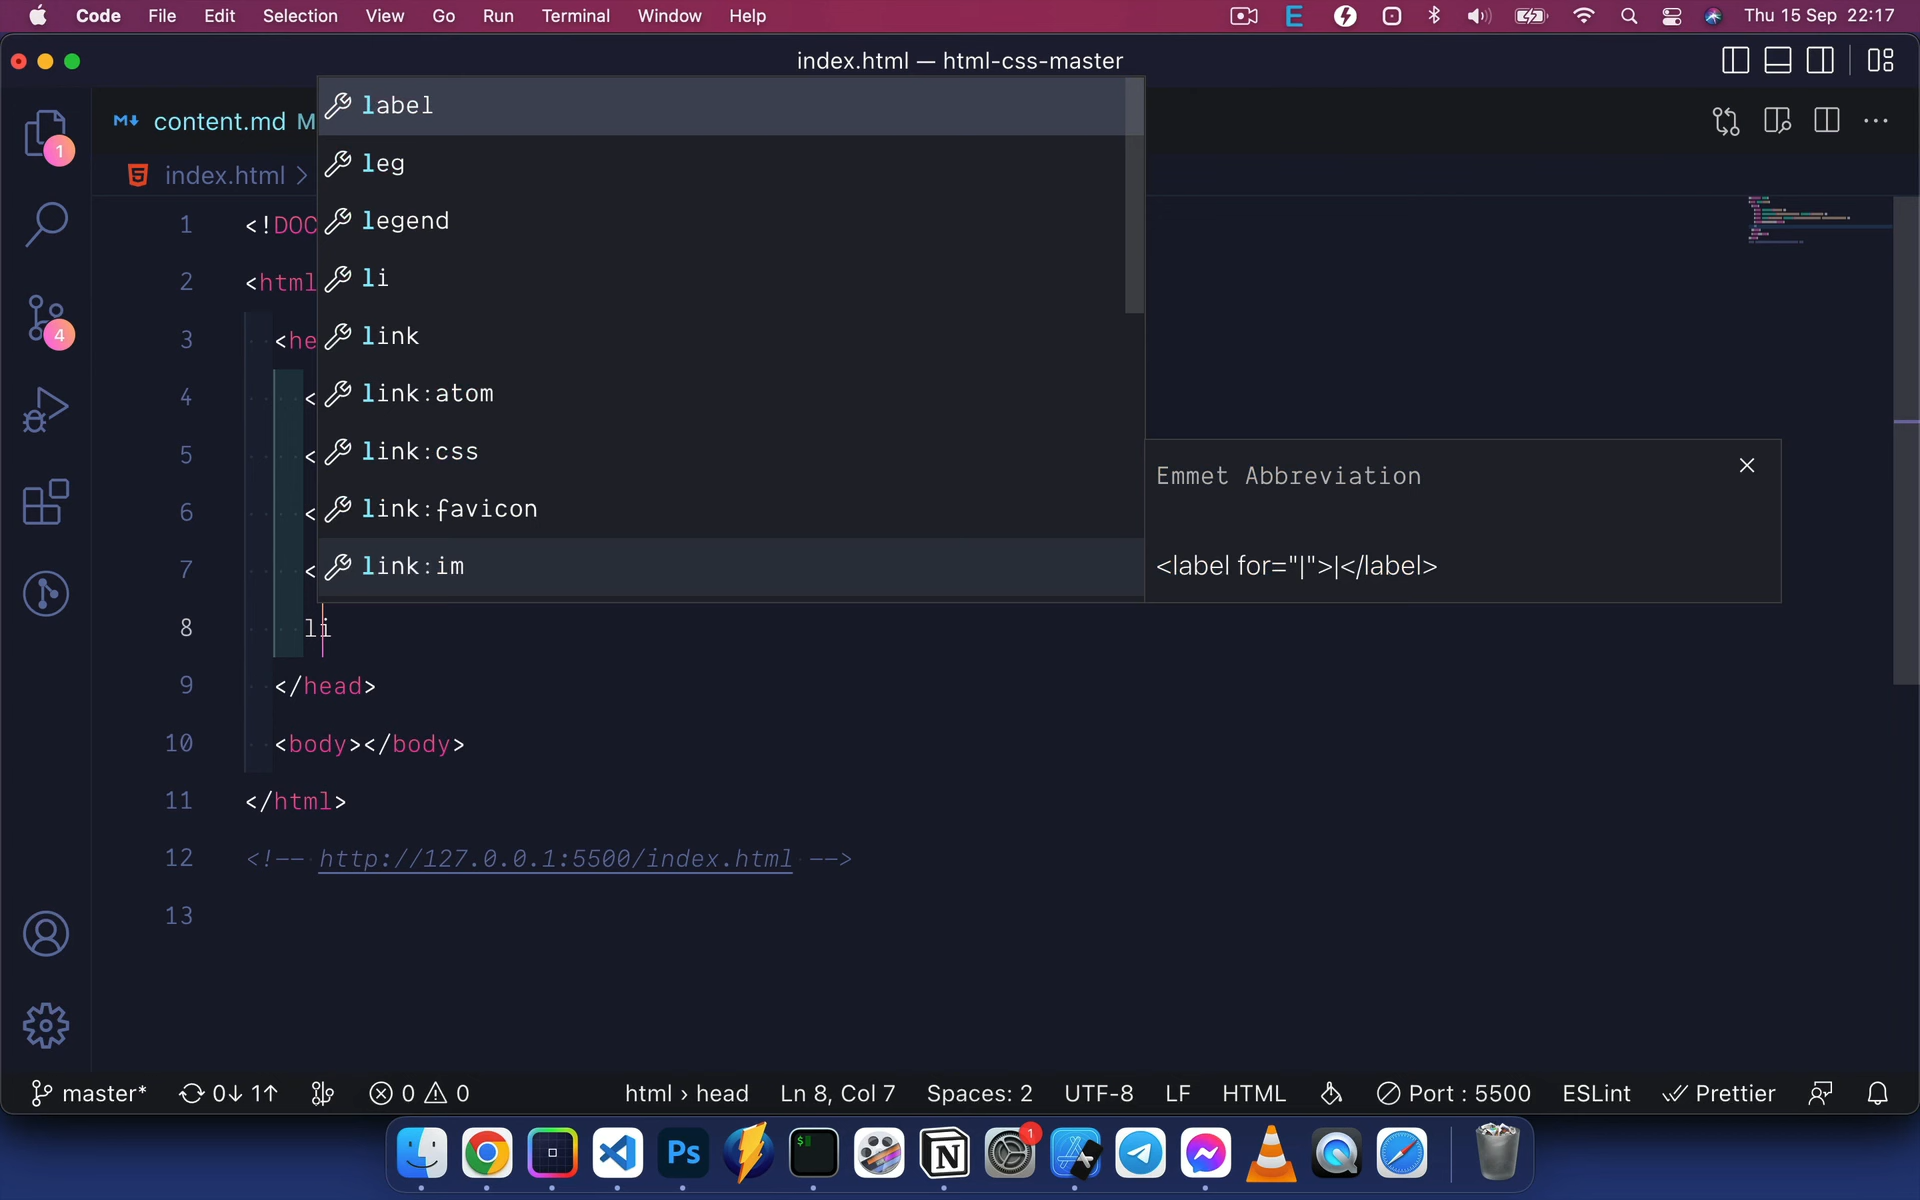 Code File Edit Selection View Go Run Terminal Window Help
E
Thu 15 Sep 22:17
index.html — html-css-master
content.md M
index.html >
label
leg
legend
li
link
link:atom
link:css
link:favicon
link:im
Emmet Abbreviation
<label for="|">|</label>
1 <!DOC
2 <html
3 <he
4 <
5 <
6 <
7 <
8 li
9 </head>
10 <body></body>
11 </html>
12 <!-- http://127.0.0.1:5500/index.html -->
13
1
4
master* 0↓ 1↑ 0 0 html › head Ln 8, Col 7 Spaces: 2 UTF-8 LF HTML Port : 5500 ESLint Prettier
Ps
$
N
1